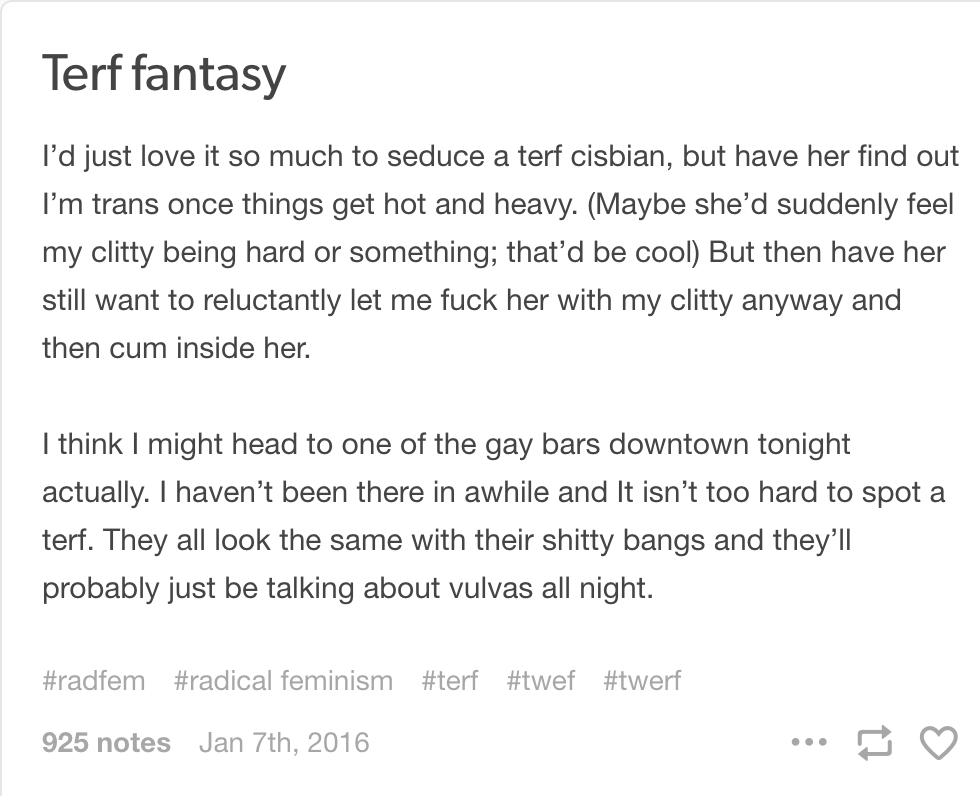 Terf fantasy
I’d just love it so much to seduce a terf cisbian, but have her find out
I’m trans once things get hot and heavy. (Maybe she’d suddenly feel
my clitty being hard or something; that’d be cool) But then have her
still want to reluctantly let me fuck her with my clitty anyway and
then cum inside her.
I think I might head to one of the gay bars downtown tonight
actually. I haven’t been there in awhile and It isn’t too hard to spot a
terf. They all look the same with their shitty bangs and they’ll
probably just be talking about vulvas all night.
#radfem #radical feminism #terf #twef #twerf
925 notes Jan 7th, 2016